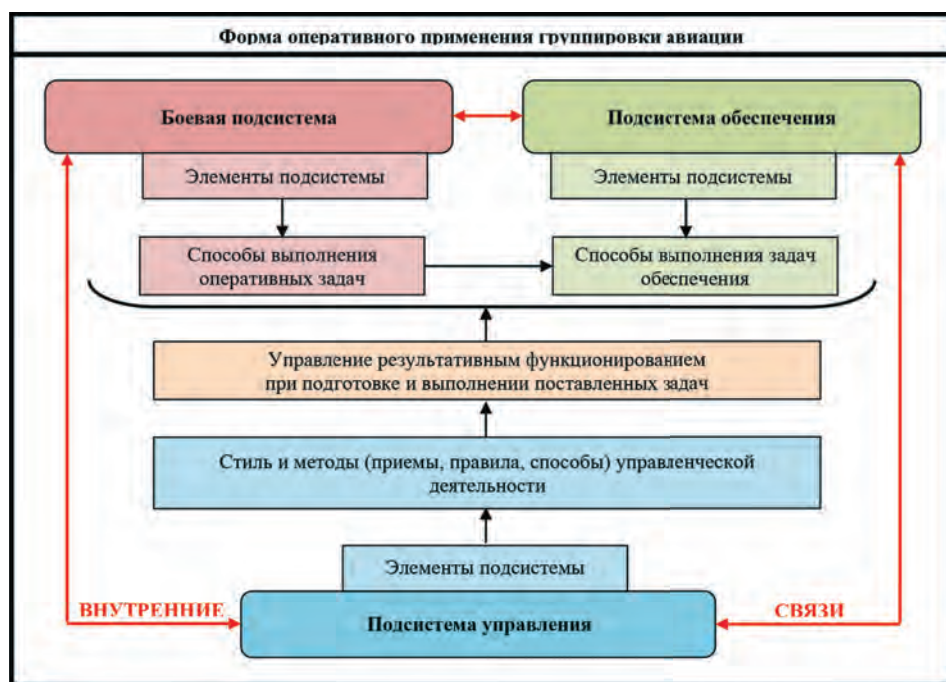 Форма оперативного применения группировки авиации
Боевая подсистема
Подсистема обеспечения
Элементы подсистемы
Элементы подсистемы
Способы выполнения
оперативных задач
Способы выполнения задач
обеспечения
Управление результативным функционированием
при подготовке и выполнении поставленных задач
Стиль и методы (приемы, правила, способы) управленческой
деятельности
Элементы подсистемы
ВНУТРЕННИЕ
СВЯЗИ
Подсистема управления